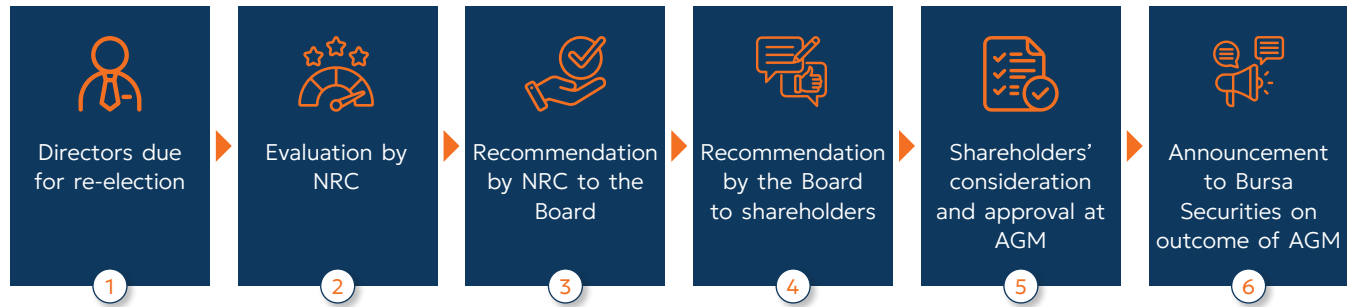 Directors due
for re-election
1
Evaluation by
NRC
2
Recommendation
by NRC to the
Board
3
Recommendation
by the Board
to shareholders
4
Shareholders’
consideration
and approval at
AGM
5
Announcement
to Bursa
Securities on
outcome of AGM
6